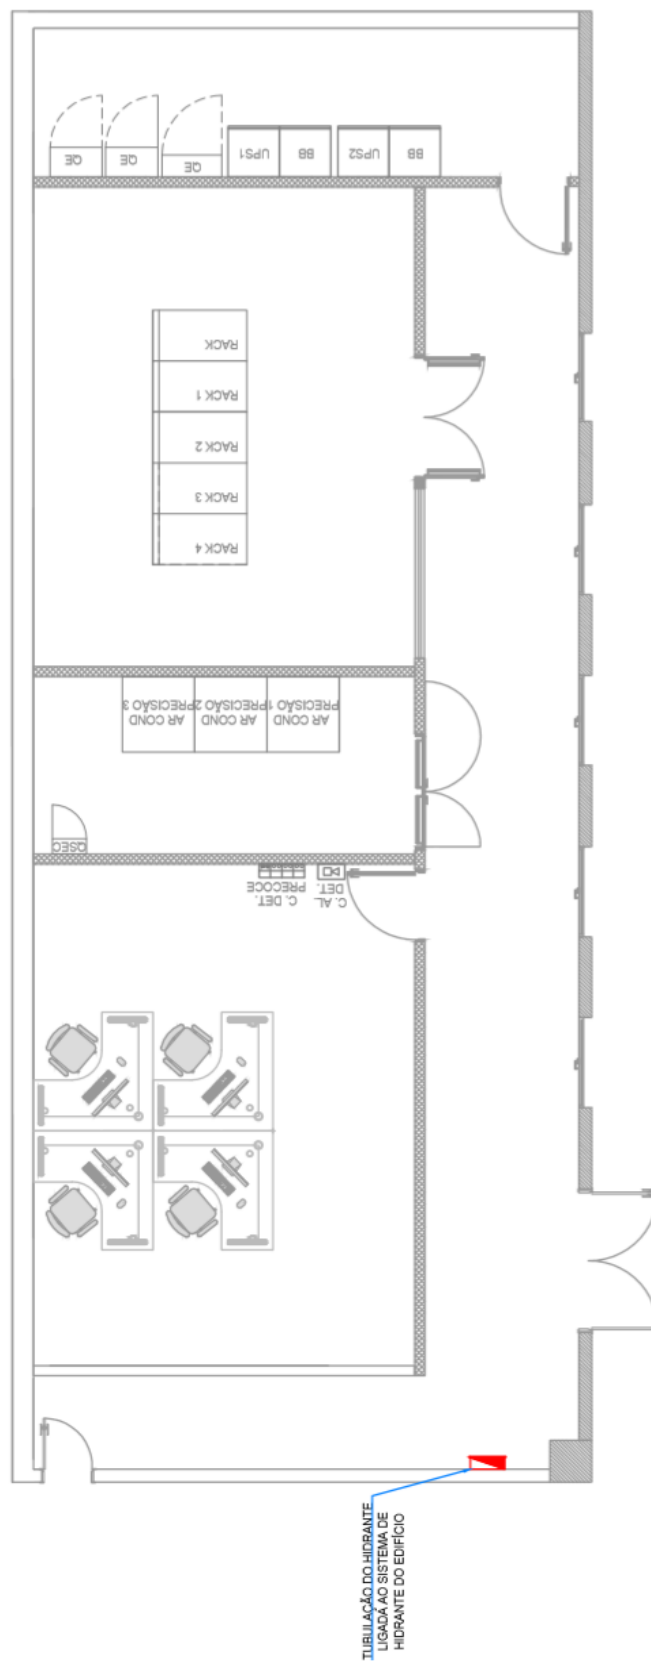 QE
QE
QE
UPS1
BB
UPS2
BB
RACK
RACK 1
RACK 2
RACK 3
RACK 4
AR COND
PRECISÃO 3
AR COND
PRECISÃO 2
AR COND
PRECISÃO 1
QSEC
C. DET.
PRECOCE
C. AL.
DET.
TUBULAÇÃO DO HIDRANTE
LIGADA AO SISTEMA DE
HIDRANTE DO EDIFÍCIO